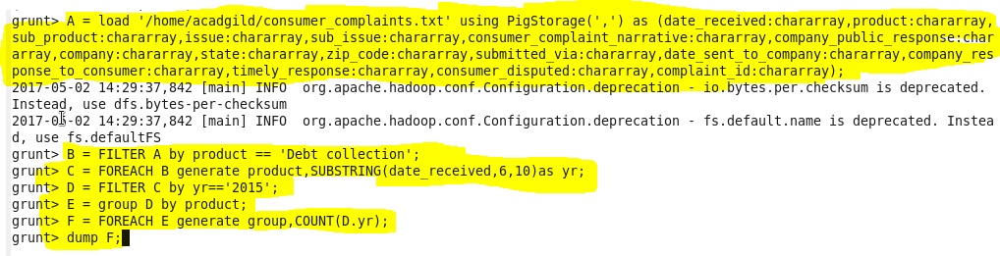 grunt> A = load '/home/acadgild/consumer_complaints.txt' using PigStorage(',') as (date_received:chararray,product:chararray,
sub_product:chararray,issue:chararray,sub_issue:chararray,consumer_complaint_narrative:chararray,company_public_response:char
array,company:chararray,state:chararray,zip_code:chararray,submitted_via:chararray,date_sent_to_company:chararray,company_res
ponse_to_consumer:chararray,timely_response:chararray,consumer_disputed:chararray,complaint_id:chararray);
2017-05-02 14:29:37,842 [main] INFO  org.apache.hadoop.conf.Configuration.deprecation - io.bytes.per.checksum is deprecated.
Instead, use dfs.bytes-per-checksum
2017-05-02 14:29:37,842 [main] INFO  org.apache.hadoop.conf.Configuration.deprecation - fs.default.name is deprecated. Instea
d, use fs.defaultFS
grunt> B = FILTER A by product == 'Debt collection';
grunt> C = FOREACH B generate product,SUBSTRING(date_received,6,10)as yr;
grunt> D = FILTER C by yr=='2015';
grunt> E = group D by product;
grunt> F = FOREACH E generate group,COUNT(D.yr);
grunt> dump F;